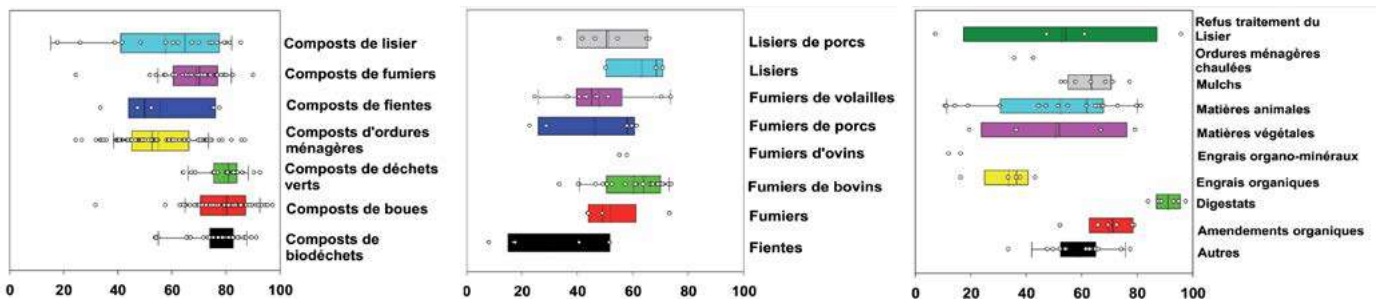 Composts de lisier
Composts de fumiers
Composts de fientes
Composts d'ordures
ménagères
Composts de déchets
verts
Composts de boues
Composts de
biodéchets
0 20 40 60 80 100
Lisiers de porcs
Lisiers
Fumiers de volailles
Fumiers de porcs
Fumiers d'ovins
Fumiers de bovins
Fumiers
Fientes
0 20 40 60 80 100
Refus traitement du
Lisier
Ordures ménagères
chaulées
Mulchs
Matières animales
Matières végétales
Engrais organo-minéraux
Engrais organiques
Digestats
Amendements organiques
Autres
0 20 40 60 80 100